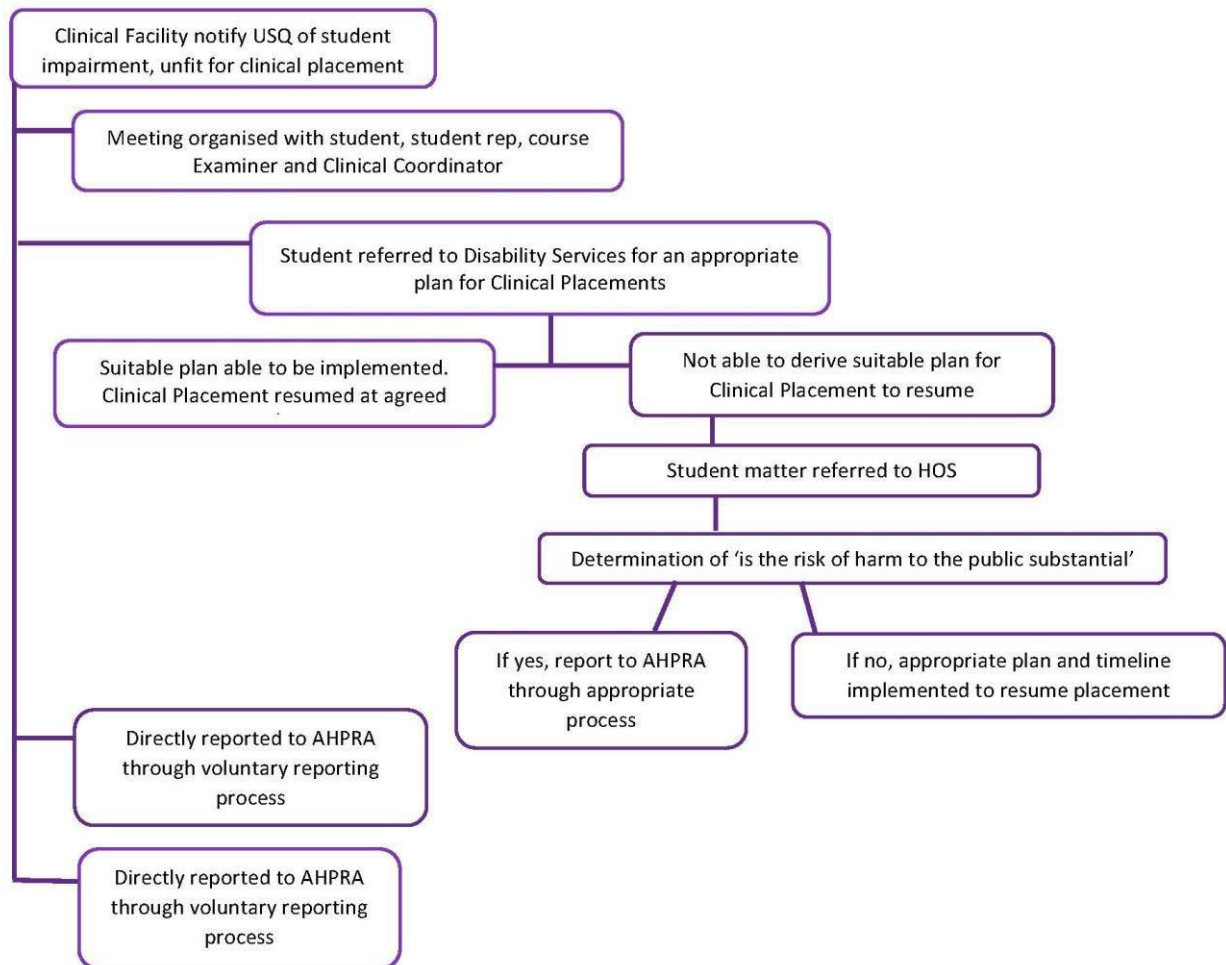 Clinical Facility notify USQ of student
impairment, unfit for clinical placement
Meeting organised with student, student rep, course
Examiner and Clinical Coordinator
Student referred to Disability Services for an appropriate
plan for Clinical Placements
Suitable plan able to be implemented.
Clinical Placement resumed at agreed
Not able to derive suitable plan for
Clinical Placement to resume
Student matter referred to HOS
Determination of ‘is the risk of harm to the public substantial’
If yes, report to AHPRA
through appropriate
process
If no, appropriate plan and timeline
implemented to resume placement
Directly reported to AHPRA
through voluntary reporting
process
Directly reported to AHPRA
through voluntary reporting
process